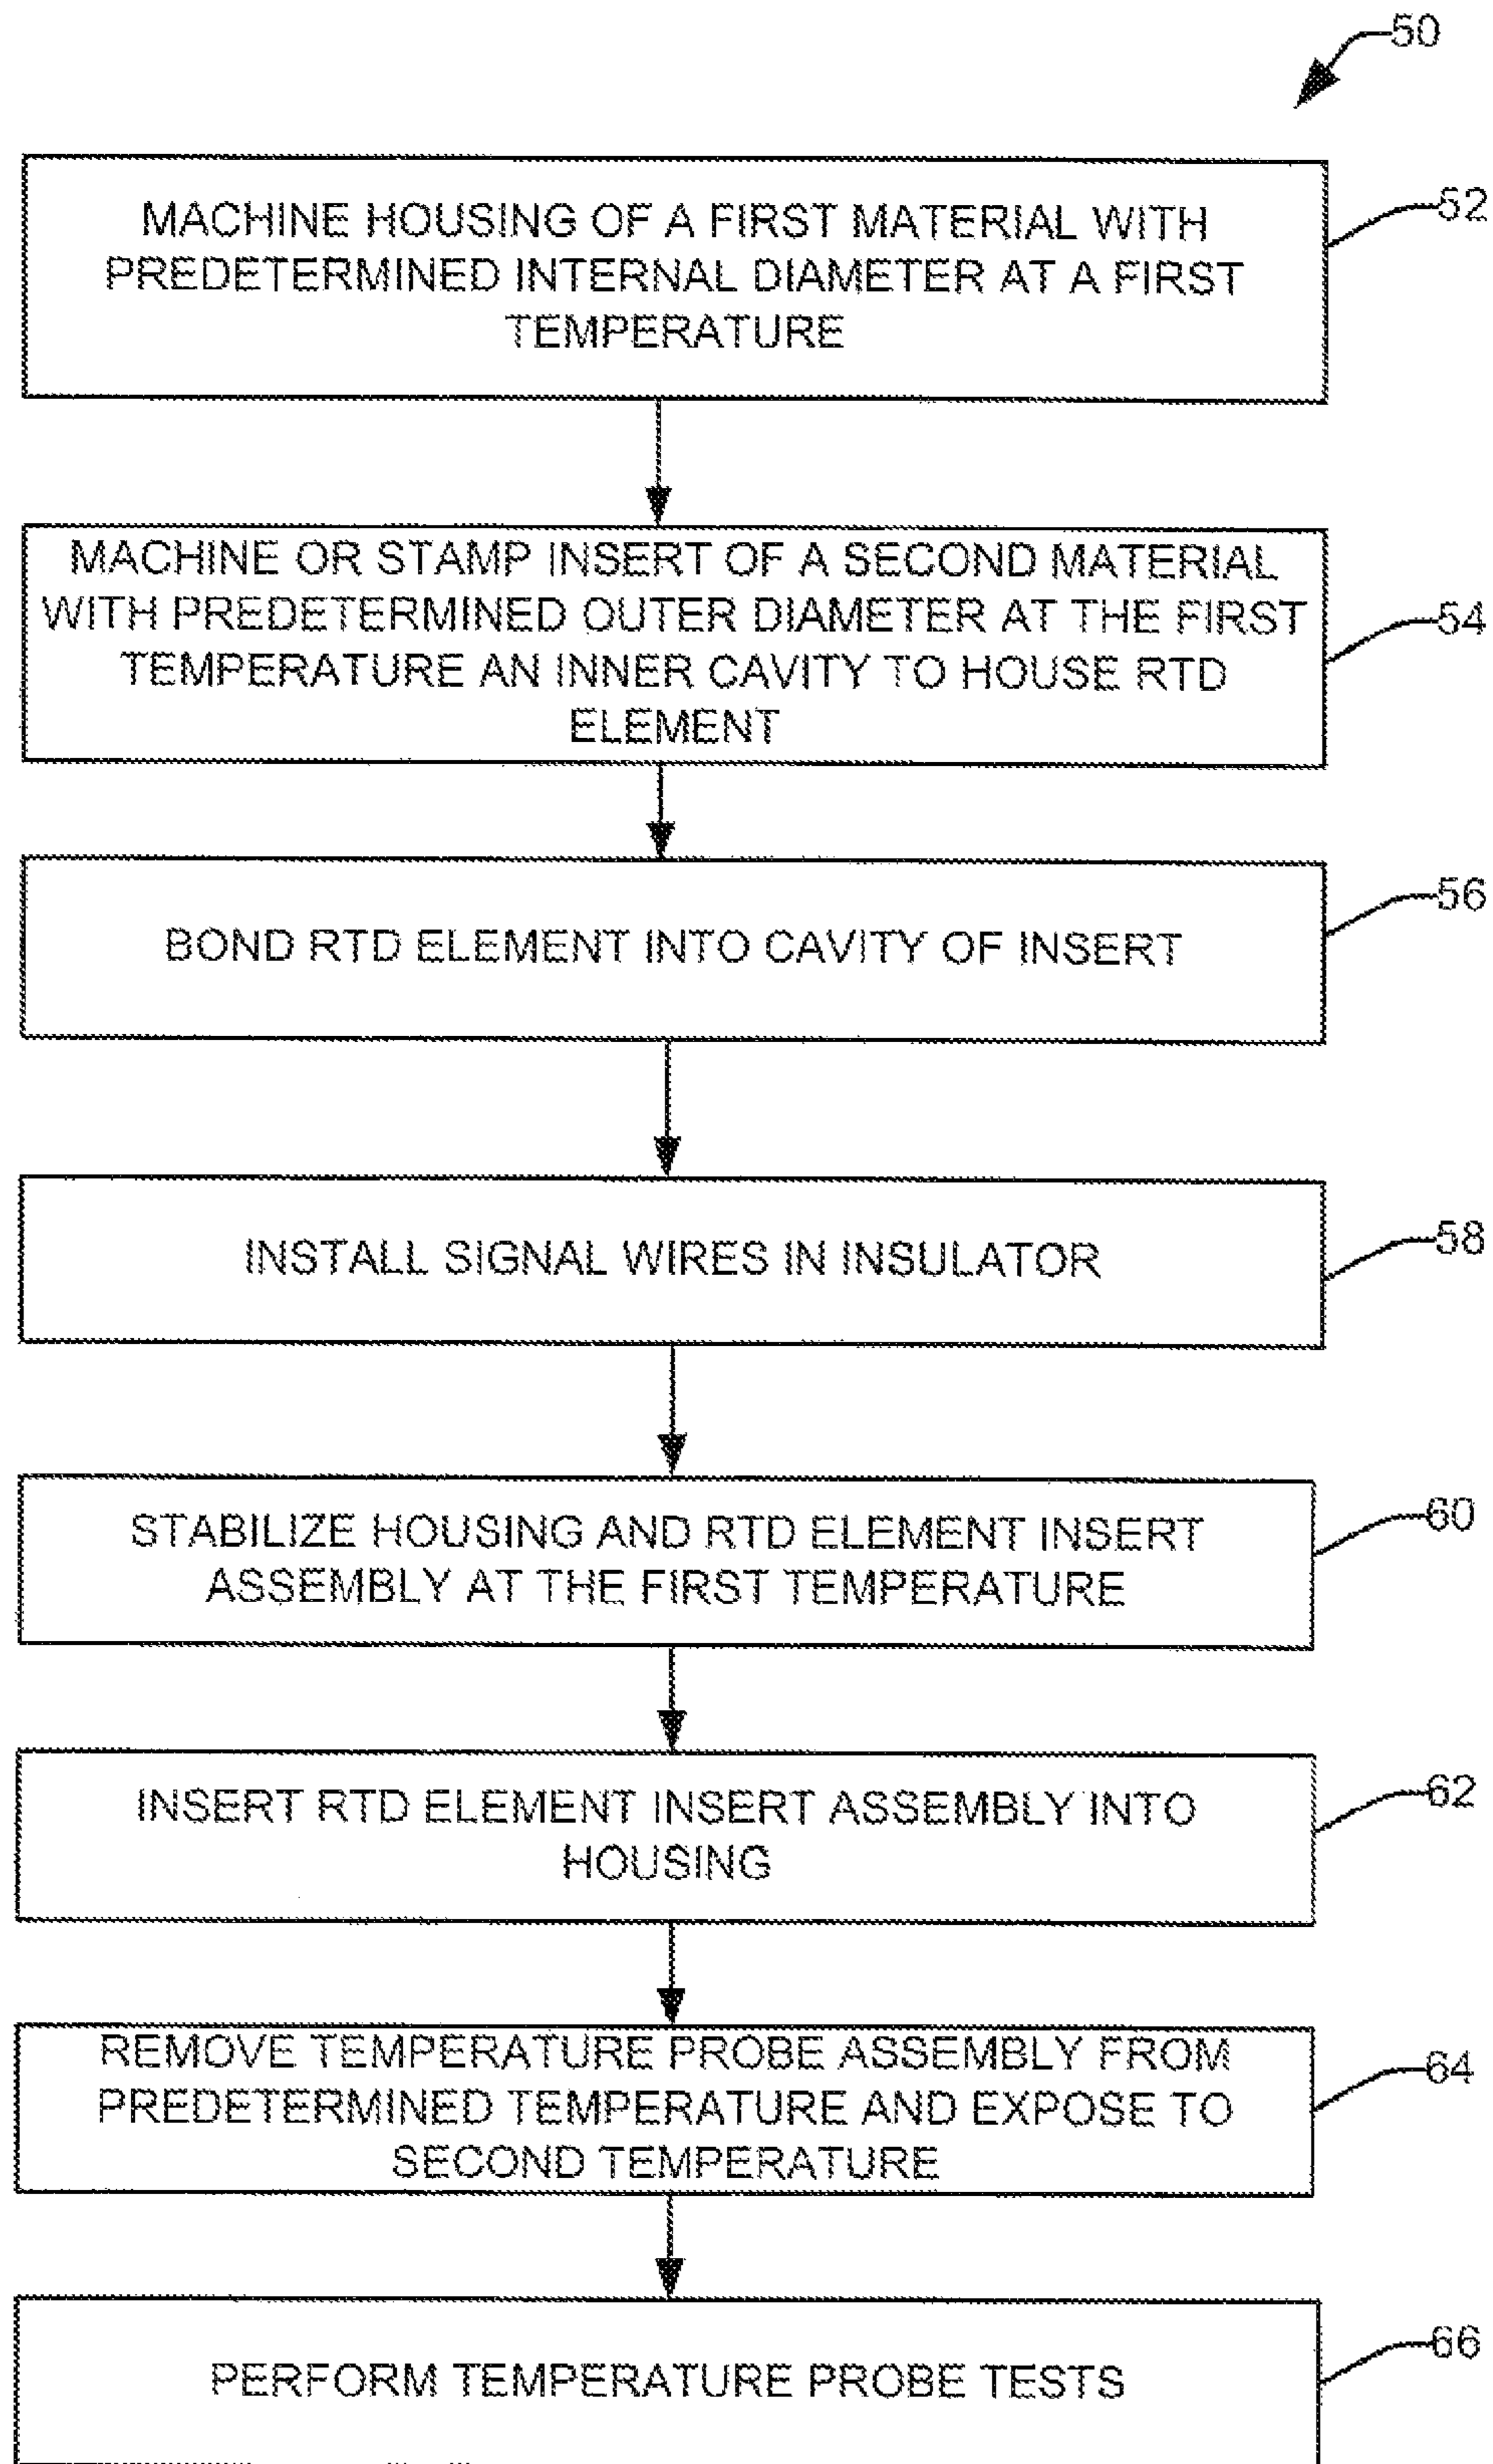 50
MACHINE HOUSING OF A FIRST MATERIAL WITH
PREDETERMINED INTERNAL DIAMETER AT A FIRST
TEMPERATURE
52
MACHINE OR STAMP INSERT OF A SECOND MATERIAL
WITH PREDETERMINED OUTER DIAMETER AT THE FIRST
TEMPERATURE AN INNER CAVITY TO HOUSE RTD
ELEMENT
54
BOND RTD ELEMENT INTO CAVITY OF INSERT
56
INSTALL SIGNAL WIRES IN INSULATOR
58
STABILIZE HOUSING AND RTD ELEMENT INSERT
ASSEMBLY AT THE FIRST TEMPERATURE
60
INSERT RTD ELEMENT INSERT ASSEMBLY INTO
HOUSING
62
REMOVE TEMPERATURE PROBE ASSEMBLY FROM
PREDETERMINED TEMPERATURE AND EXPOSE TO
SECOND TEMPERATURE
64
PERFORM TEMPERATURE PROBE TESTS
66